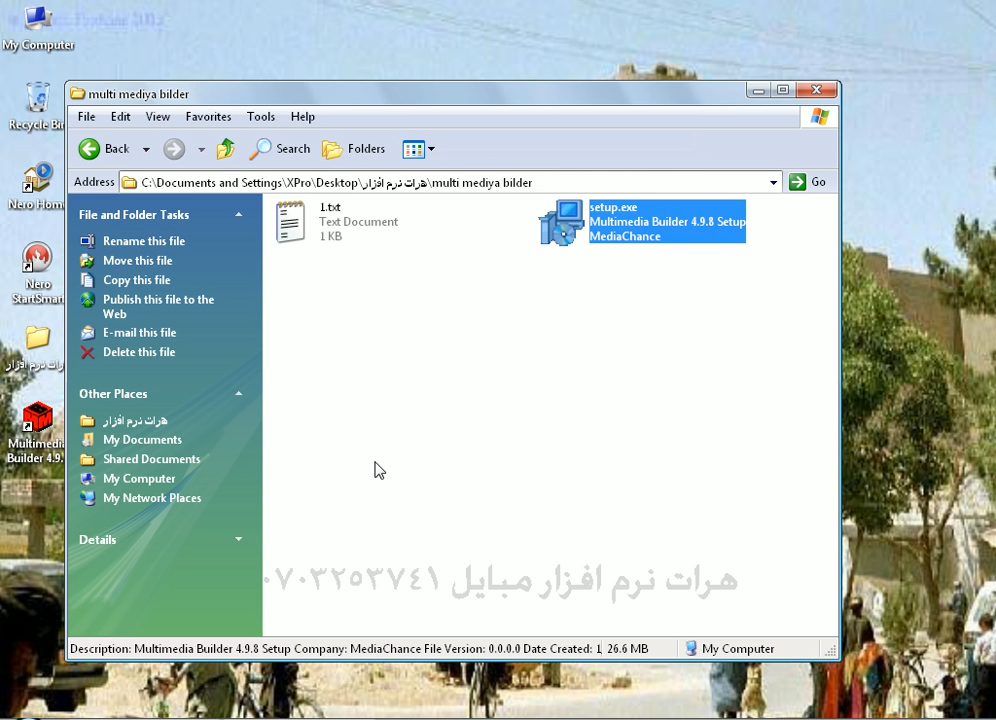 My Computer
Recycle Bin
Nero Home
Nero
StartSmart
Multimedia
Builder 4.9.
multi mediya bilder
File Edit View Favorites Tools Help
Back Search Folders
Address C:\Documents and Settings\XPro\Desktop\هرات نرم افزار\multi mediya bilder Go
File and Folder Tasks
Rename this file
Move this file
Copy this file
Publish this file to the
Web
E-mail this file
Delete this file
Other Places
هرات نرم افزار
My Documents
Shared Documents
My Computer
My Network Places
Details
1.txt
Text Document
1 KB
setup.exe
Multimedia Builder 4.9.8 Setup
MediaChance
هرات نرم افزار مبایل ۰۷۰۳۲۵۳۷٤۱
Description: Multimedia Builder 4.9.8 Setup Company: MediaChance File Version: 0.0.0.0 Date Created: 1 26.6 MB My Computer